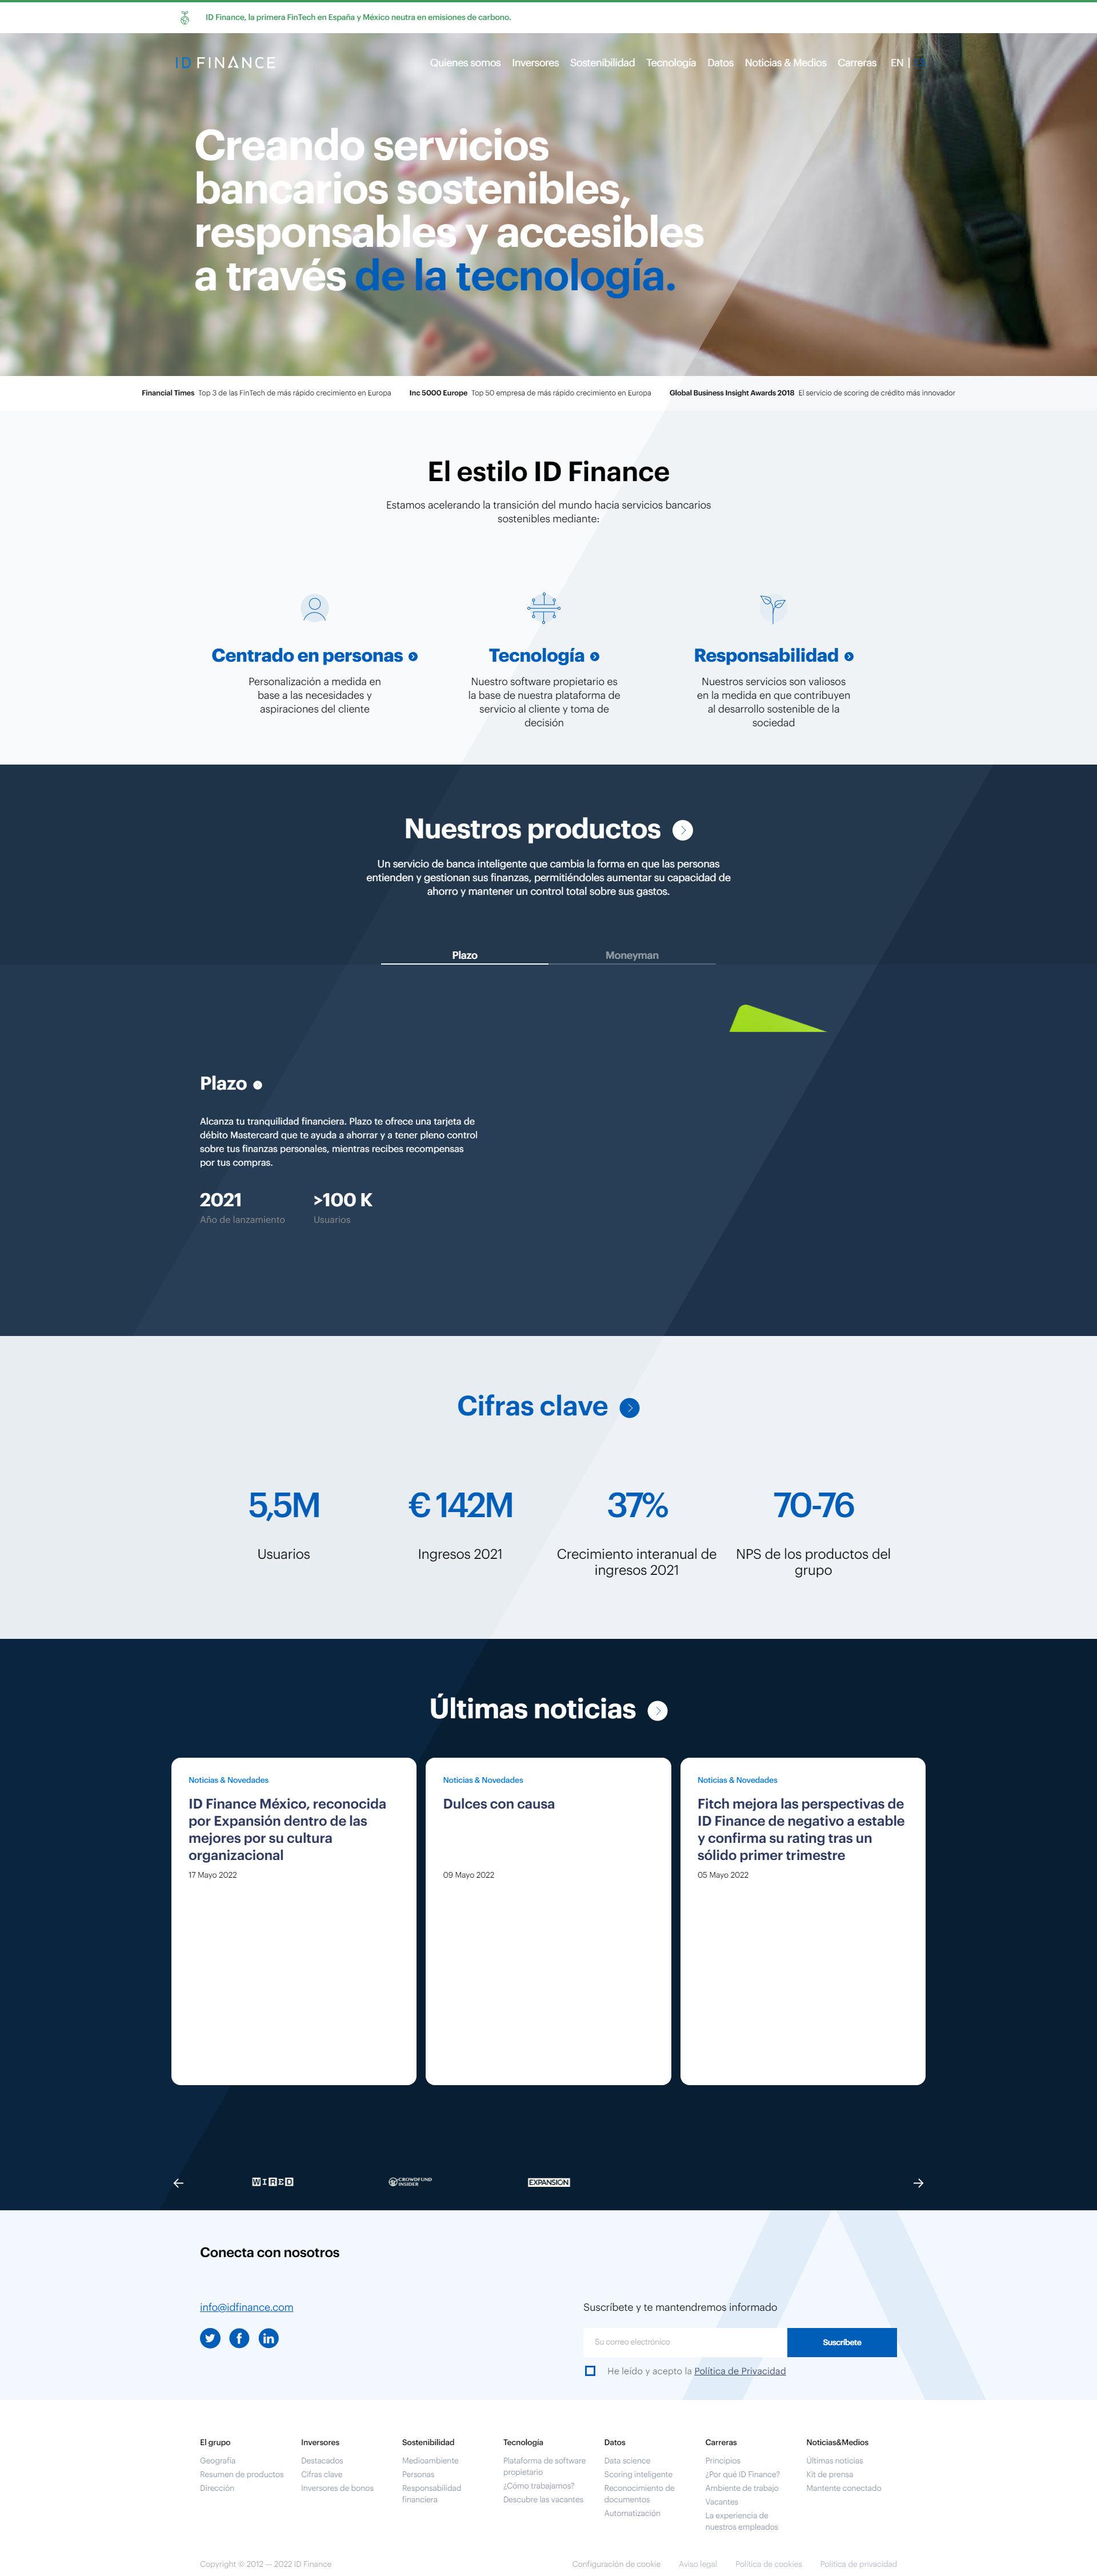 ID Finance, la primera FinTech en España y México neutra en emisiones de carbono.
ID FINANCE
Quienes somos Inversores Sostenibilidad Tecnología Datos Noticias & Medios Carreras EN |
Creando servicios
bancarios sostenibles,
responsables y accesibles
a través de la tecnología.
Financial Times Top 3 de las FinTech de más rápido crecimiento en Europa Inc 5000 Europe Top 50 empresa de más rápido crecimiento en Europa Global Business Insight Awards 2018 El servicio de scoring de crédito más innovador
El estilo ID Finance
Estamos acelerando la transición del mundo hacia servicios bancarios
sostenibles mediante:
Centrado en personas
Personalización a medida en
base a las necesidades y
aspiraciones del cliente
Tecnología
Nuestro software propietario es
la base de nuestra plataforma de
servicio al cliente y toma de
decisión
Responsabilidad
Nuestros servicios son valiosos
en la medida en que contribuyen
al desarrollo sostenible de la
sociedad
Nuestros productos
Un servicio de banca inteligente que cambia la forma en que las personas
entienden y gestionan sus finanzas, permitiéndoles aumentar su capacidad de
ahorro y mantener un control total sobre sus gastos.
Plazo Moneyman
Plazo
Alcanza tu tranquilidad financiera. Plazo te ofrece una tarjeta de
débito Mastercard que te ayuda a ahorrar y a tener pleno control
sobre tus finanzas personales, mientras recibes recompensas
por tus compras.
2021 >100 K
Año de lanzamiento Usuarios
Cifras clave
5,5M
Usuarios
€ 142M
Ingresos 2021
37%
Crecimiento interanual de
ingresos 2021
70-76
NPS de los productos del
grupo
Últimas noticias
Noticias & Novedades
ID Finance México, reconocida
por Expansión dentro de las
mejores por su cultura
organizacional
17 Mayo 2022
Noticias & Novedades
Dulces con causa
09 Mayo 2022
Noticias & Novedades
Fitch mejora las perspectivas de
ID Finance de negativo a estable
y confirma su rating tras un
sólido primer trimestre
05 Mayo 2022
WIRED
CROWDFUND
INSIDER
EXPANSIÓN
Conecta con nosotros
info@idfinance.com
Suscríbete y te mantendremos informado
Su correo electrónico
Suscríbete
He leído y acepto la Política de Privacidad
El grupo
Geografía
Resumen de productos
Dirección
Inversores
Destacados
Cifras clave
Inversores de bonos
Sostenibilidad
Medioambiente
Personas
Responsabilidad
financiera
Tecnología
Plataforma de software
propietario
¿Cómo trabajamos?
Descubre las vacantes
Datos
Data science
Scoring inteligente
Reconocimiento de
documentos
Automatización
Carreras
Principios
¿Por qué ID Finance?
Ambiente de trabajo
Vacantes
La experiencia de
nuestros empleados
Noticias&Medios
Últimas noticias
Kit de prensa
Mantente conectado
Copyright © 2012 — 2022 ID Finance
Configuración de cookie Aviso legal Política de cookies Política de privacidad